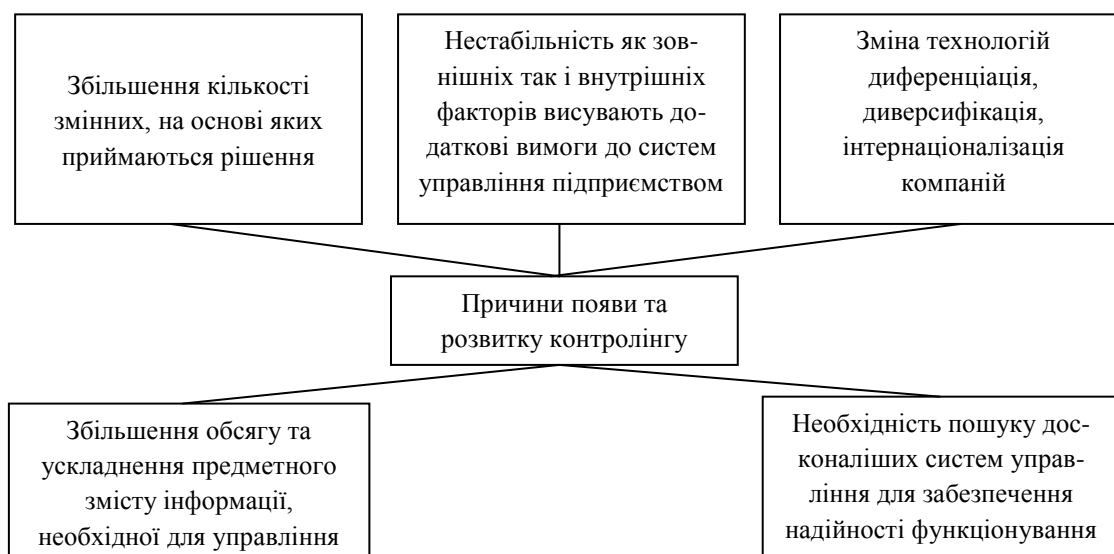 Збільшення кількості
змінних, на основі яких
приймаються рішення
Нестабільність як зов-
нішніх так і внутрішніх
факторів висувають до-
даткові вимоги до систем
управління підприємством
Зміна технологій
диференціація,
диверсифікація,
інтернаціоналізація
компаній
Причини появи та
розвитку контролінгу
Збільшення обсягу та
ускладнення предметного
змісту інформації,
необхідної для управління
Необхідність пошуку дос-
коналіших систем управ-
ління для забезпечення
надійності функціонування